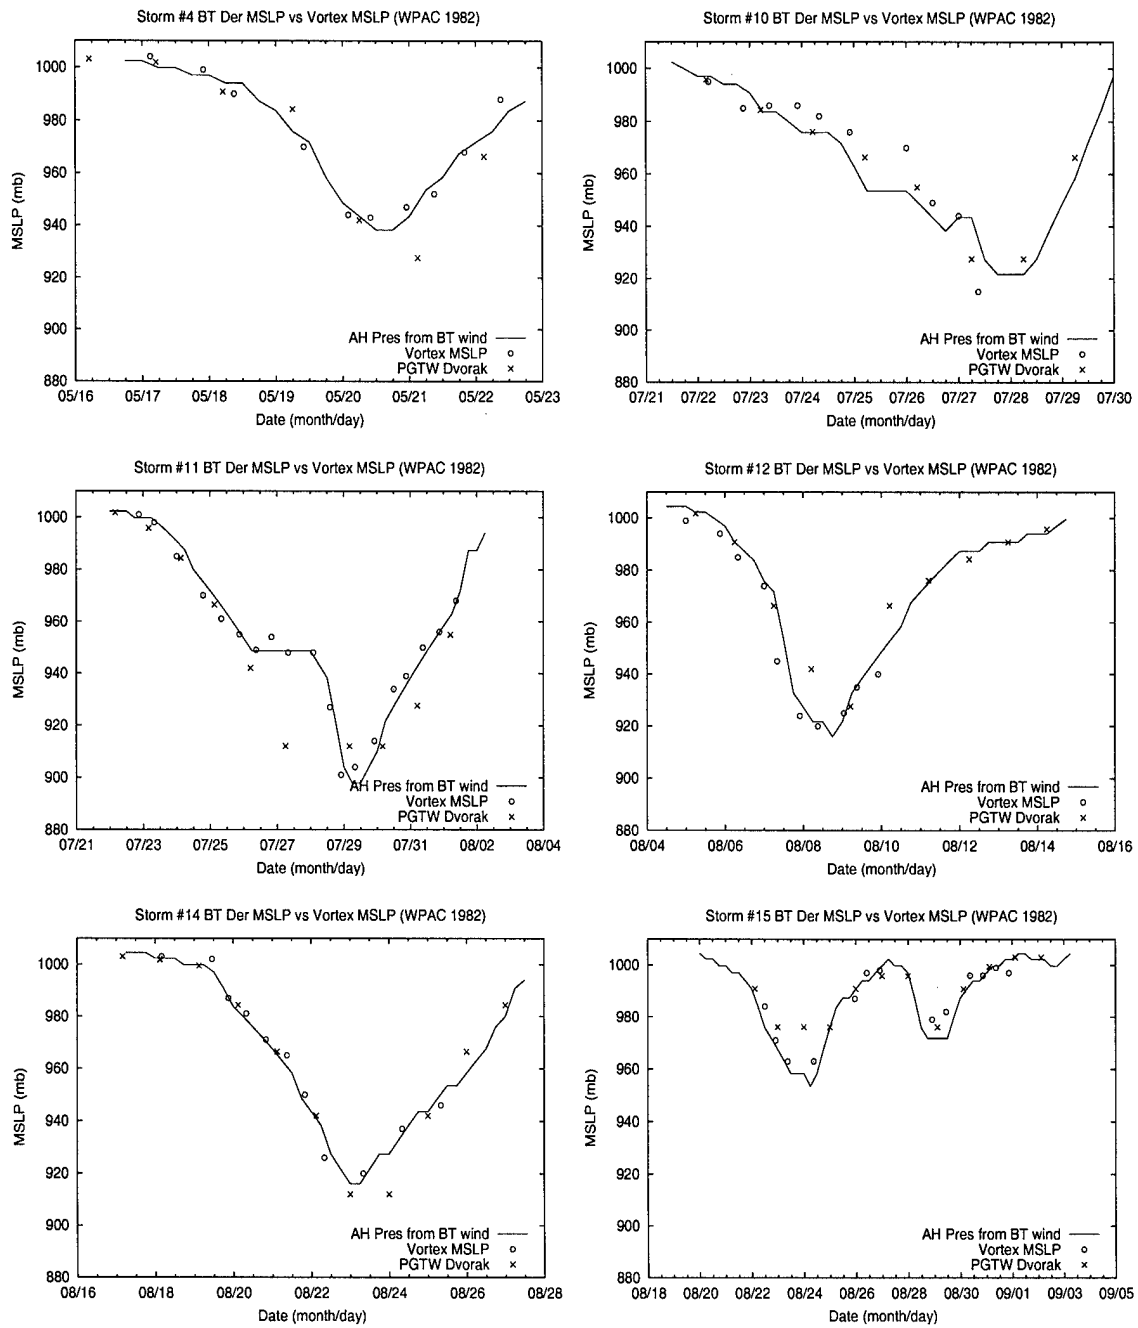 Storm #4 BT Der MSLP vs Vortex MSLP (WPAC 1982)
MSLP (mb)
1000
980
960
940
920
900
880
AH Pres from BT wind
Vortex MSLP
PGTW Dvorak
05/16 05/17 05/18 05/19 05/20 05/21 05/22 05/23
Date (month/day)
Storm #10 BT Der MSLP vs Vortex MSLP (WPAC 1982)
MSLP (mb)
1000
980
960
940
920
900
880
AH Pres from BT wind
Vortex MSLP
PGTW Dvorak
07/21 07/22 07/23 07/24 07/25 07/26 07/27 07/28 07/29 07/30
Date (month/day)
Storm #11 BT Der MSLP vs Vortex MSLP (WPAC 1982)
MSLP (mb)
1000
980
960
940
920
900
880
AH Pres from BT wind
Vortex MSLP
PGTW Dvorak
07/21 07/23 07/25 07/27 07/29 07/31 08/02 08/04
Date (month/day)
Storm #12 BT Der MSLP vs Vortex MSLP (WPAC 1982)
MSLP (mb)
1000
980
960
940
920
900
880
AH Pres from BT wind
Vortex MSLP
PGTW Dvorak
08/04 08/06 08/08 08/10 08/12 08/14 08/16
Date (month/day)
Storm #14 BT Der MSLP vs Vortex MSLP (WPAC 1982)
MSLP (mb)
1000
980
960
940
920
900
880
AH Pres from BT wind
Vortex MSLP
PGTW Dvorak
08/16 08/18 08/20 08/22 08/24 08/26 08/28
Date (month/day)
Storm #15 BT Der MSLP vs Vortex MSLP (WPAC 1982)
MSLP (mb)
1000
980
960
940
920
900
880
AH Pres from BT wind
Vortex MSLP
PGTW Dvorak
08/18 08/20 08/22 08/24 08/26 08/28 08/30 09/01 09/03 09/05
Date (month/day)